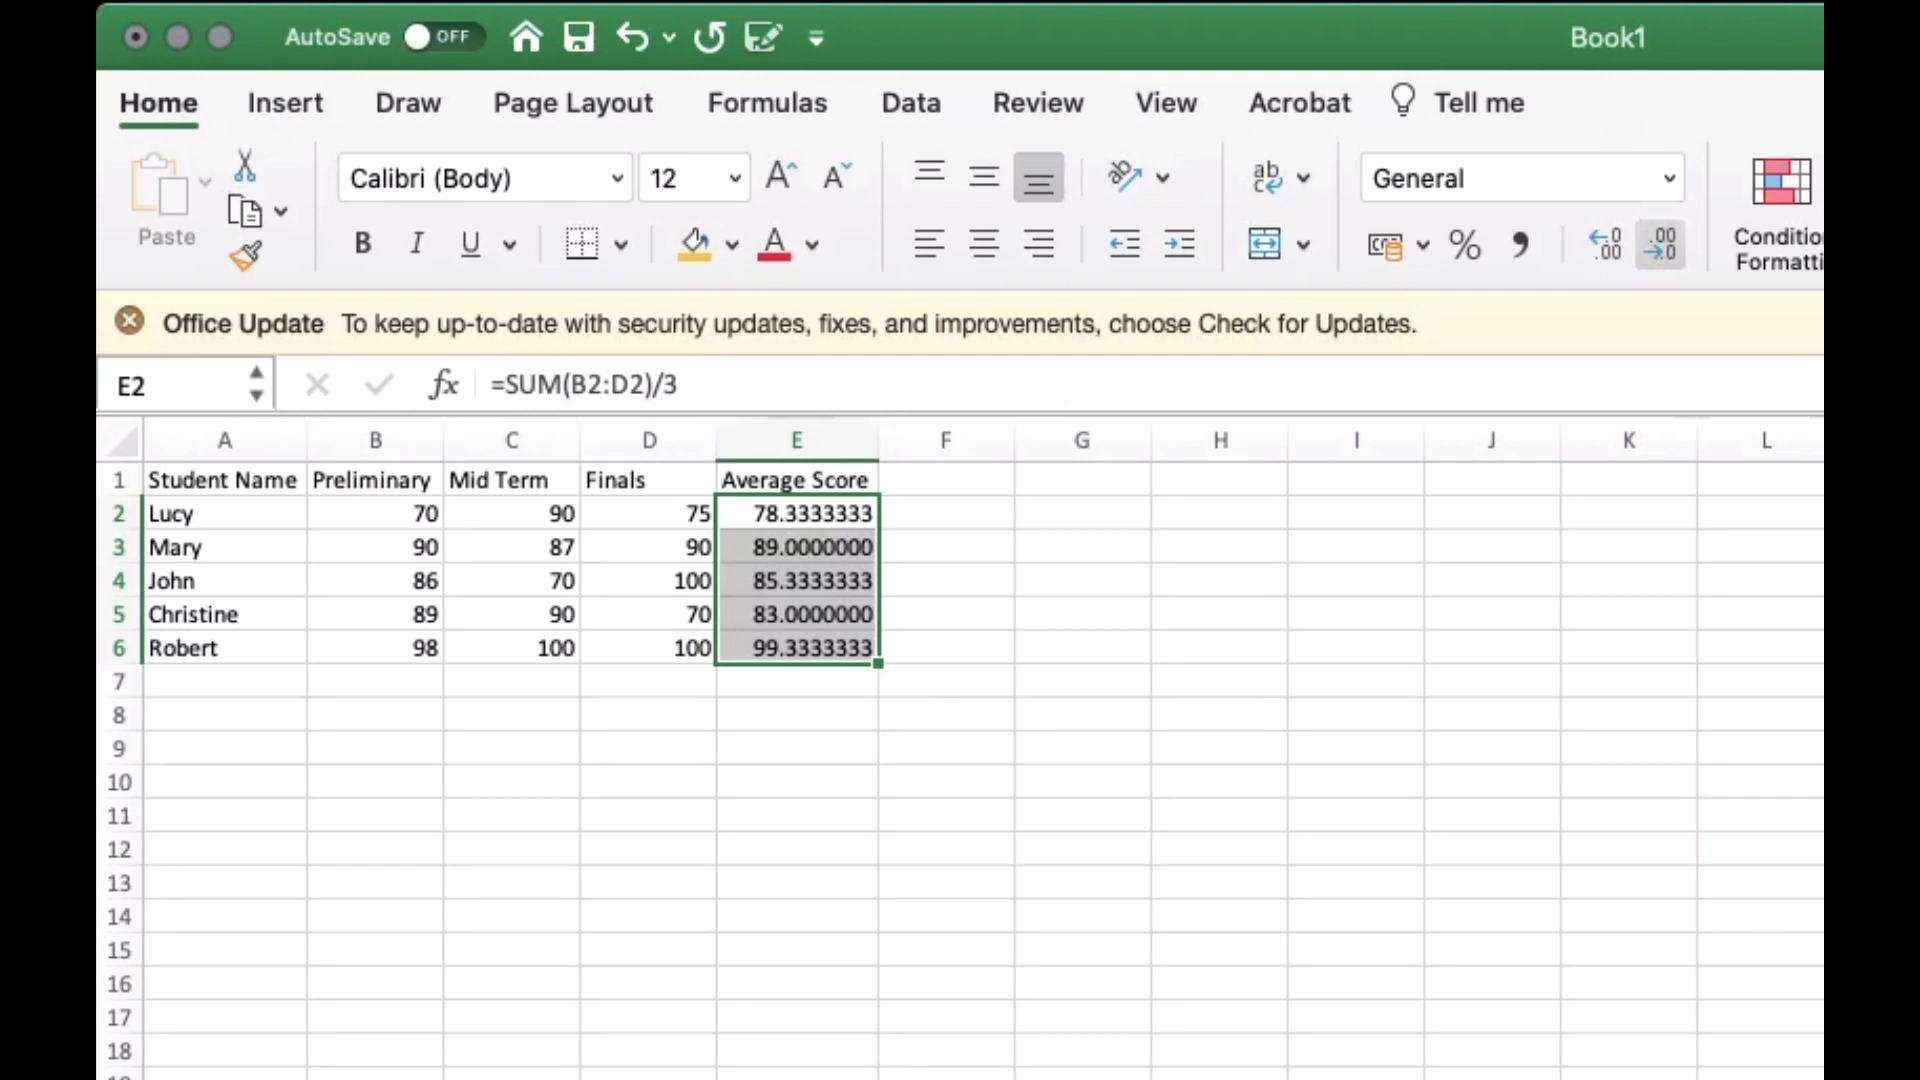 AutoSave OFF Book1
Home Insert Draw Page Layout Formulas Data Review View Acrobat Tell me
Paste Calibri (Body) 12 General
Conditio
Formatti
Office Update To keep up-to-date with security updates, fixes, and improvements, choose Check for Updates.
E2 fx =SUM(B2:D2)/3
A B C D E F G H I J K L
1 Student Name Preliminary Mid Term Finals Average Score
2 Lucy 70 90 75 78.3333333
3 Mary 90 87 90 89.0000000
4 John 86 70 100 85.3333333
5 Christine 89 90 70 83.0000000
6 Robert 98 100 100 99.3333333
7
8
9
10
11
12
13
14
15
16
17
18